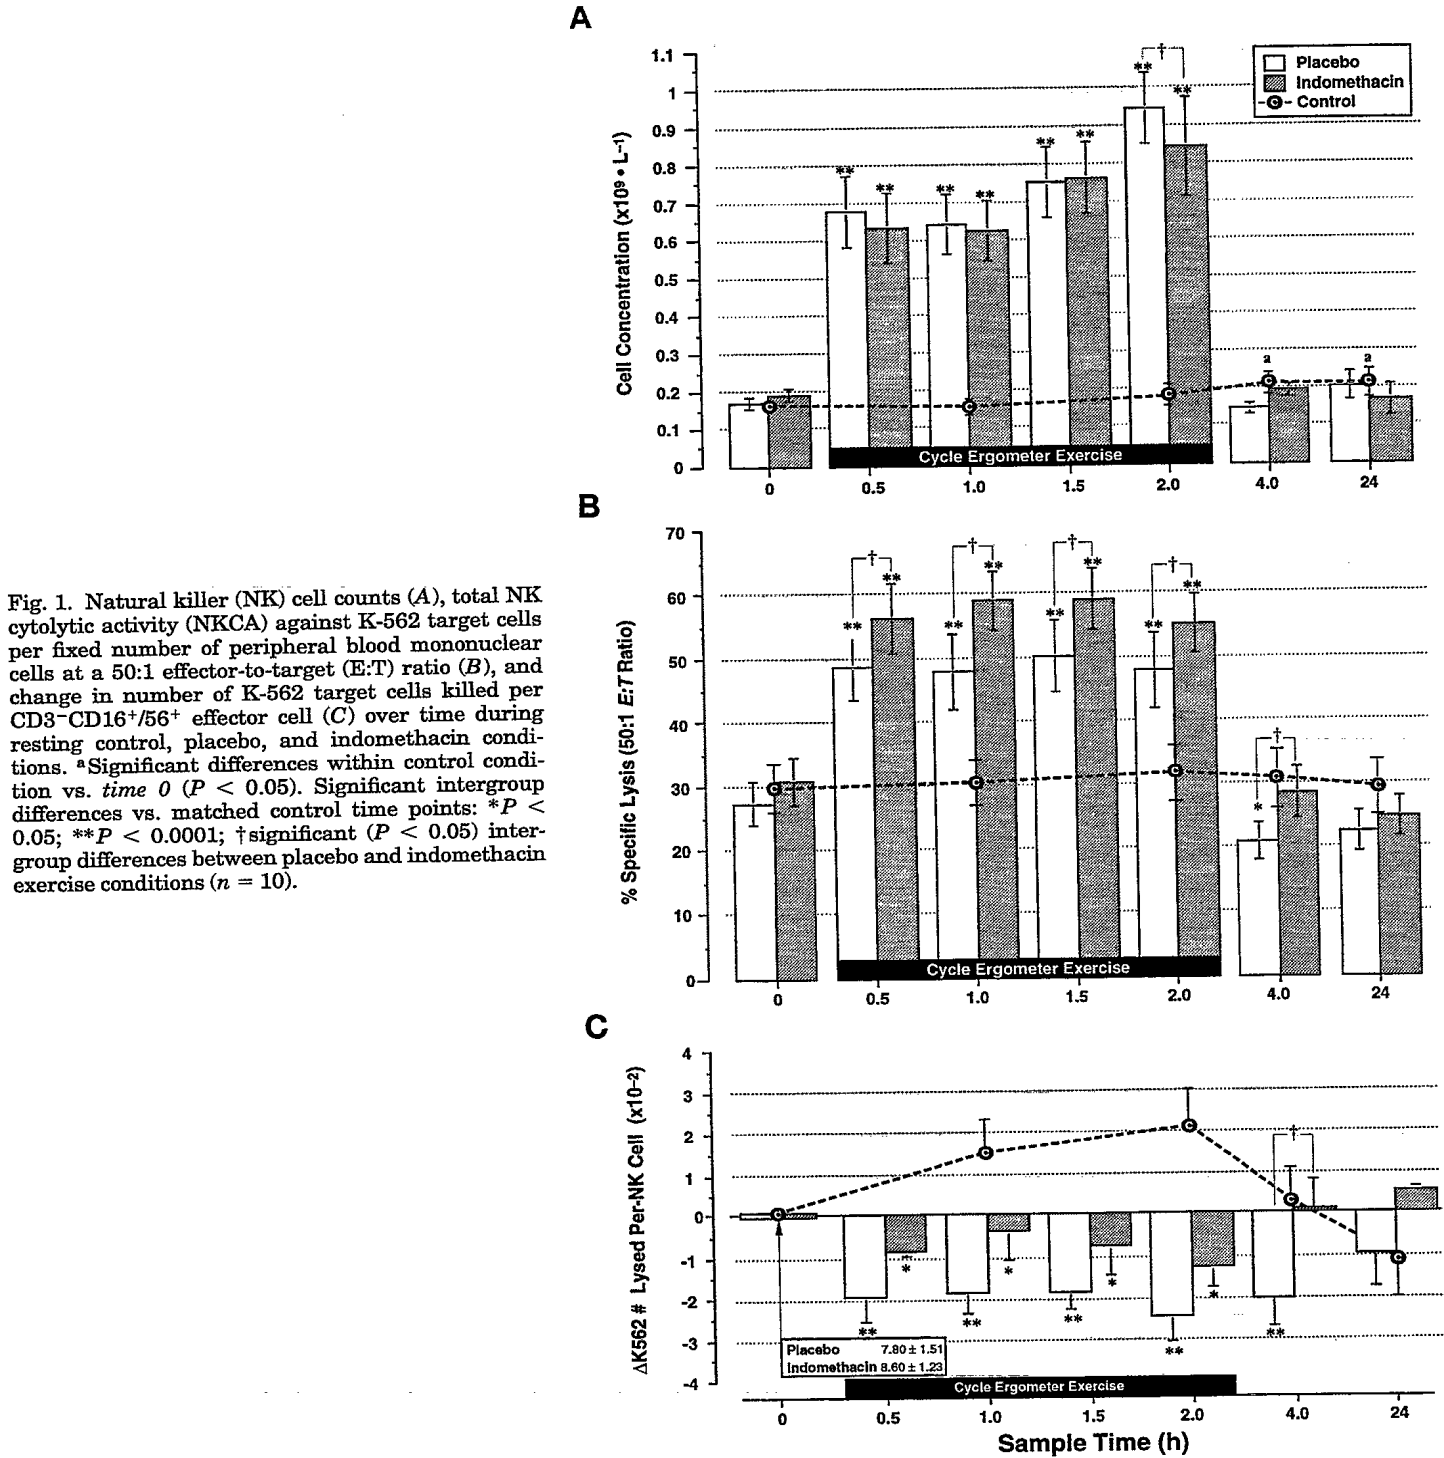 A
1.1
1
0.9
0.8
0.7
0.6
0.5
0.4
0.3
0.2
0.1
0
Cell Concentration (x10⁹ • L⁻¹)
Placebo
Indomethacin
-C- Control
** ** ** ** ** ** ** † **
a a
C C C C C
Cycle Ergometer Exercise
0 0.5 1.0 1.5 2.0 4.0 24
B
70
60
50
40
30
20
10
0
% Specific Lysis (50:1 E:T Ratio)
† † † † †
** ** ** ** ** ** ** ** *
C C C C C
Cycle Ergometer Exercise
0 0.5 1.0 1.5 2.0 4.0 24
Fig. 1. Natural killer (NK) cell counts (A), total NK
cytolytic activity (NKCA) against K-562 target cells
per fixed number of peripheral blood mononuclear
cells at a 50:1 effector-to-target (E:T) ratio (B), and
change in number of K-562 target cells killed per
CD3⁻CD16⁺/56⁺ effector cell (C) over time during
resting control, placebo, and indomethacin condi-
tions. ᵃSignificant differences within control condi-
tion vs. time 0 (P < 0.05). Significant intergroup
differences vs. matched control time points: *P <
0.05; **P < 0.0001; †significant (P < 0.05) inter-
group differences between placebo and indomethacin
exercise conditions (n = 10).
C
4
3
2
1
0
-1
-2
-3
-4
ΔK562 # Lysed Per-NK Cell (x10⁻²)
†
C C C C C
** * ** * ** * ** * **
Placebo 7.80 ± 1.51
Indomethacin 8.60 ± 1.23
Cycle Ergometer Exercise
0 0.5 1.0 1.5 2.0 4.0 24
Sample Time (h)